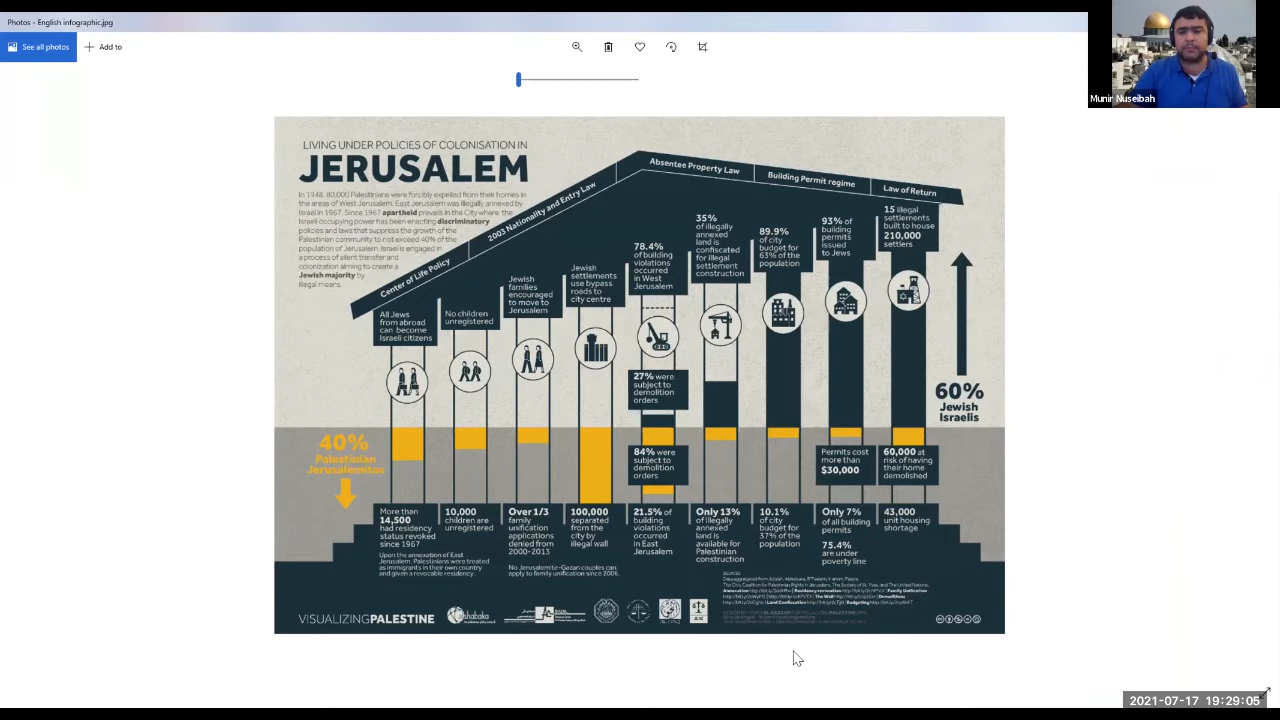 Photos - English infographic.jpg
See all photos
Add to
Munir Nuseibah
LIVING UNDER POLICIES OF COLONISATION IN
JERUSALEM
In 1948, 80,000 Palestinians were forcibly expelled from their homes in
the areas of West Jerusalem. East Jerusalem was illegally annexed by
Israel in 1967. Since 1967 apartheid prevails in the City where the
Israeli occupying power has been enacting discriminatory
policies and laws that suppress the growth of the
Palestinian community to not exceed 40% of the
population of Jerusalem. Israel is engaged in
a process of silent transfer and
colonization aiming to create a
Jewish majority by
illegal means.
Center of Life Policy
2003 Nationality and Entry Law
Absentee Property Law
Building Permit regime
Law of Return
All Jews
from abroad
can become
Israeli citizens
No children
unregistered
Jewish
families
encouraged
to move to
Jerusalem
Jewish
settlements
use bypass
roads to
city centre
78.4%
of building
violations
occurred
in West
Jerusalem
35%
of illegally
annexed
land is
confiscated
for illegal
settlement
construction
89.9%
of city
budget for
63% of the
population
93% of
building
permits
issued
to Jews
15 illegal
settlements
built to house
210,000
settlers
27% were
subject to
demolition
orders
60%
Jewish
Israelis
40%
Palestinian
Jerusalemites
84% were
subject to
demolition
orders
Permits cost
more than
$30,000
60,000 at
risk of having
their home
demolished
More than
14,500
had residency
status revoked
since 1967
Upon the annexation of East
Jerusalem, Palestinians were treated
as immigrants in their own country
and given a revocable residency.
10,000
children are
unregistered
Over 1/3
family
unification
applications
denied from
2000-2013
No Jerusalemite-Gazan couples can
apply to family unification since 2006.
100,000
separated
from the
city by
illegal wall
21.5% of
building
violations
occurred
in East
Jerusalem
Only 13%
of illegally
annexed
land is
available for
Palestinian
construction
10.1%
of city
budget for
37% of the
population
Only 7%
of all building
permits
75.4%
are under
poverty line
43,000
unit housing
shortage
SOURCES
VISUALIZING PALESTINE
shabaka
2021-07-17 19:29:05